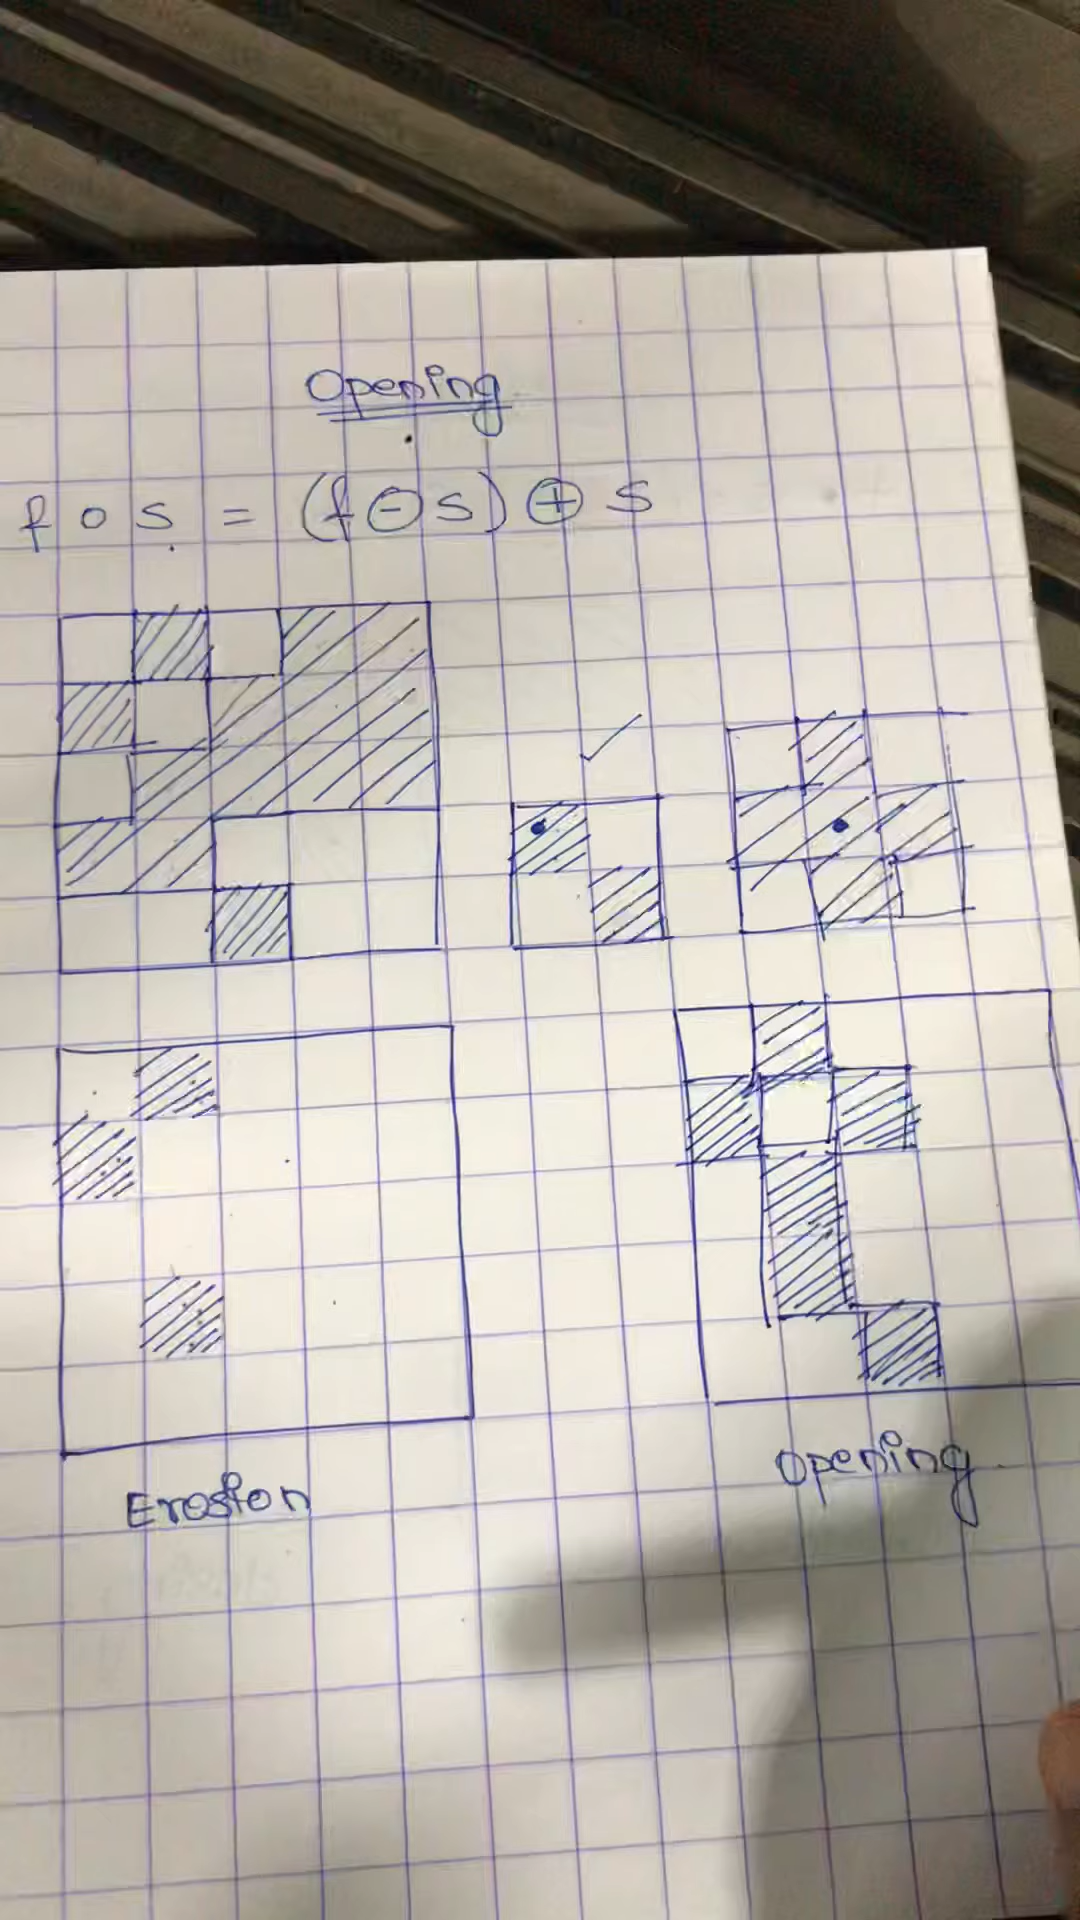 Opening
f o s = (f ⊖ s) ⊕ s
Erosion
Opening